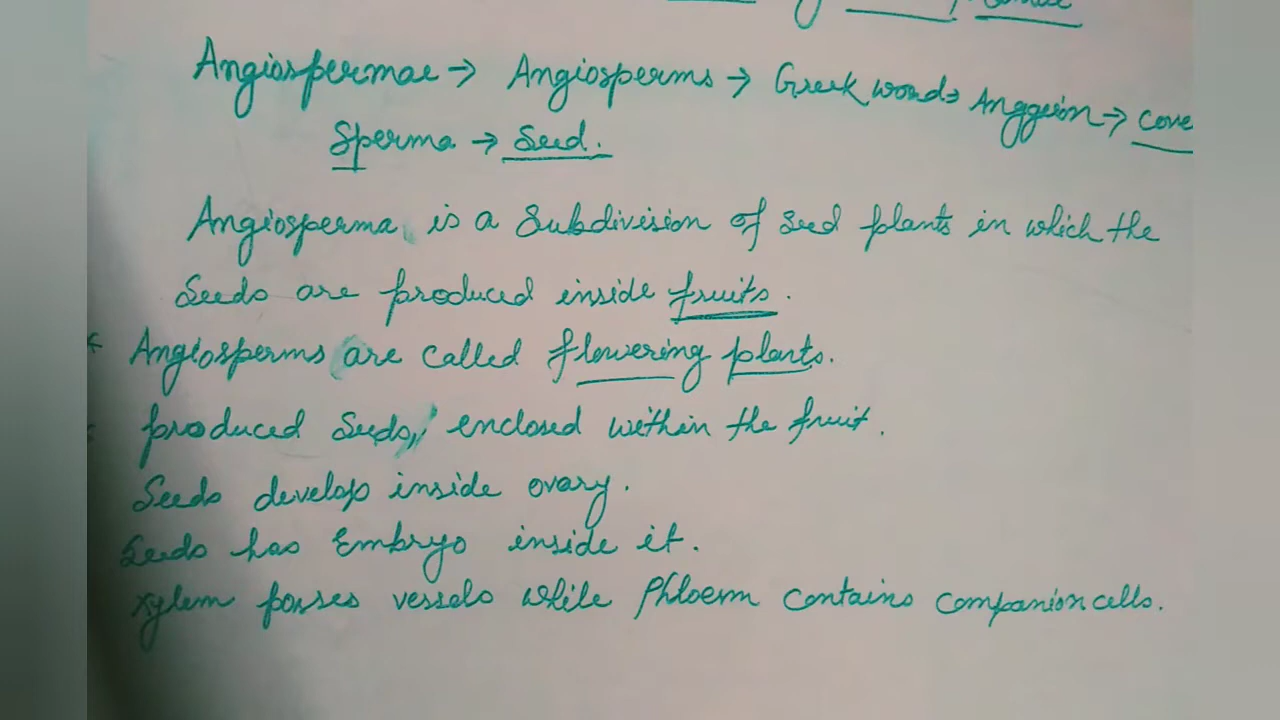 Angiospermae → Angiosperms → Greek words Anggeion → cove
Sperma → Seed.
Angiosperma is a Subdivision of Seed plants in which the
Seeds are produced inside fruits.
Angiosperms are called flowering plants.
produced Seeds, enclosed within the fruit.
Seeds develop inside ovary.
Seeds has Embryo inside it.
Xylem posses vessels while Phloem contains companion cells.